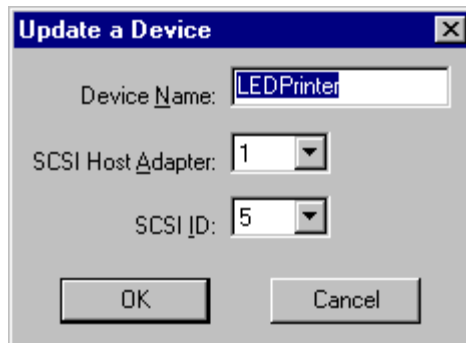 Update a Device
Device Name: LEDPrinter
SCSI Host Adapter: 1
SCSI ID: 5
OK Cancel